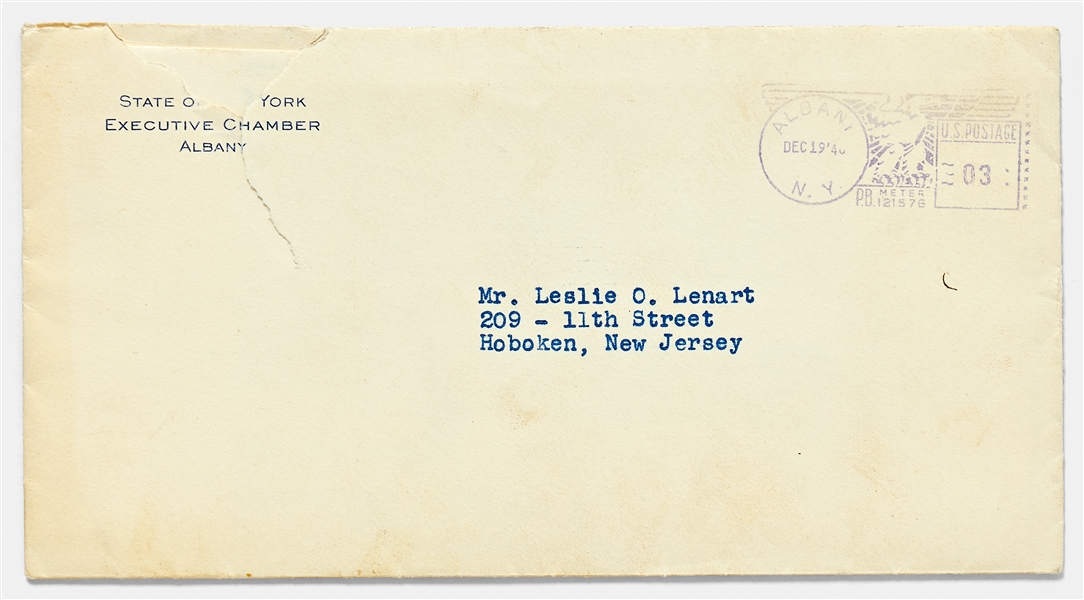 STATE O YORK
EXECUTIVE CHAMBER
ALBANY
ALBANY
DEC 19 '4
N. Y.
U.S. POSTAGE
03
P.B. METER
121576
Mr. Leslie O. Lenart
209 - 11th Street
Hoboken, New Jersey